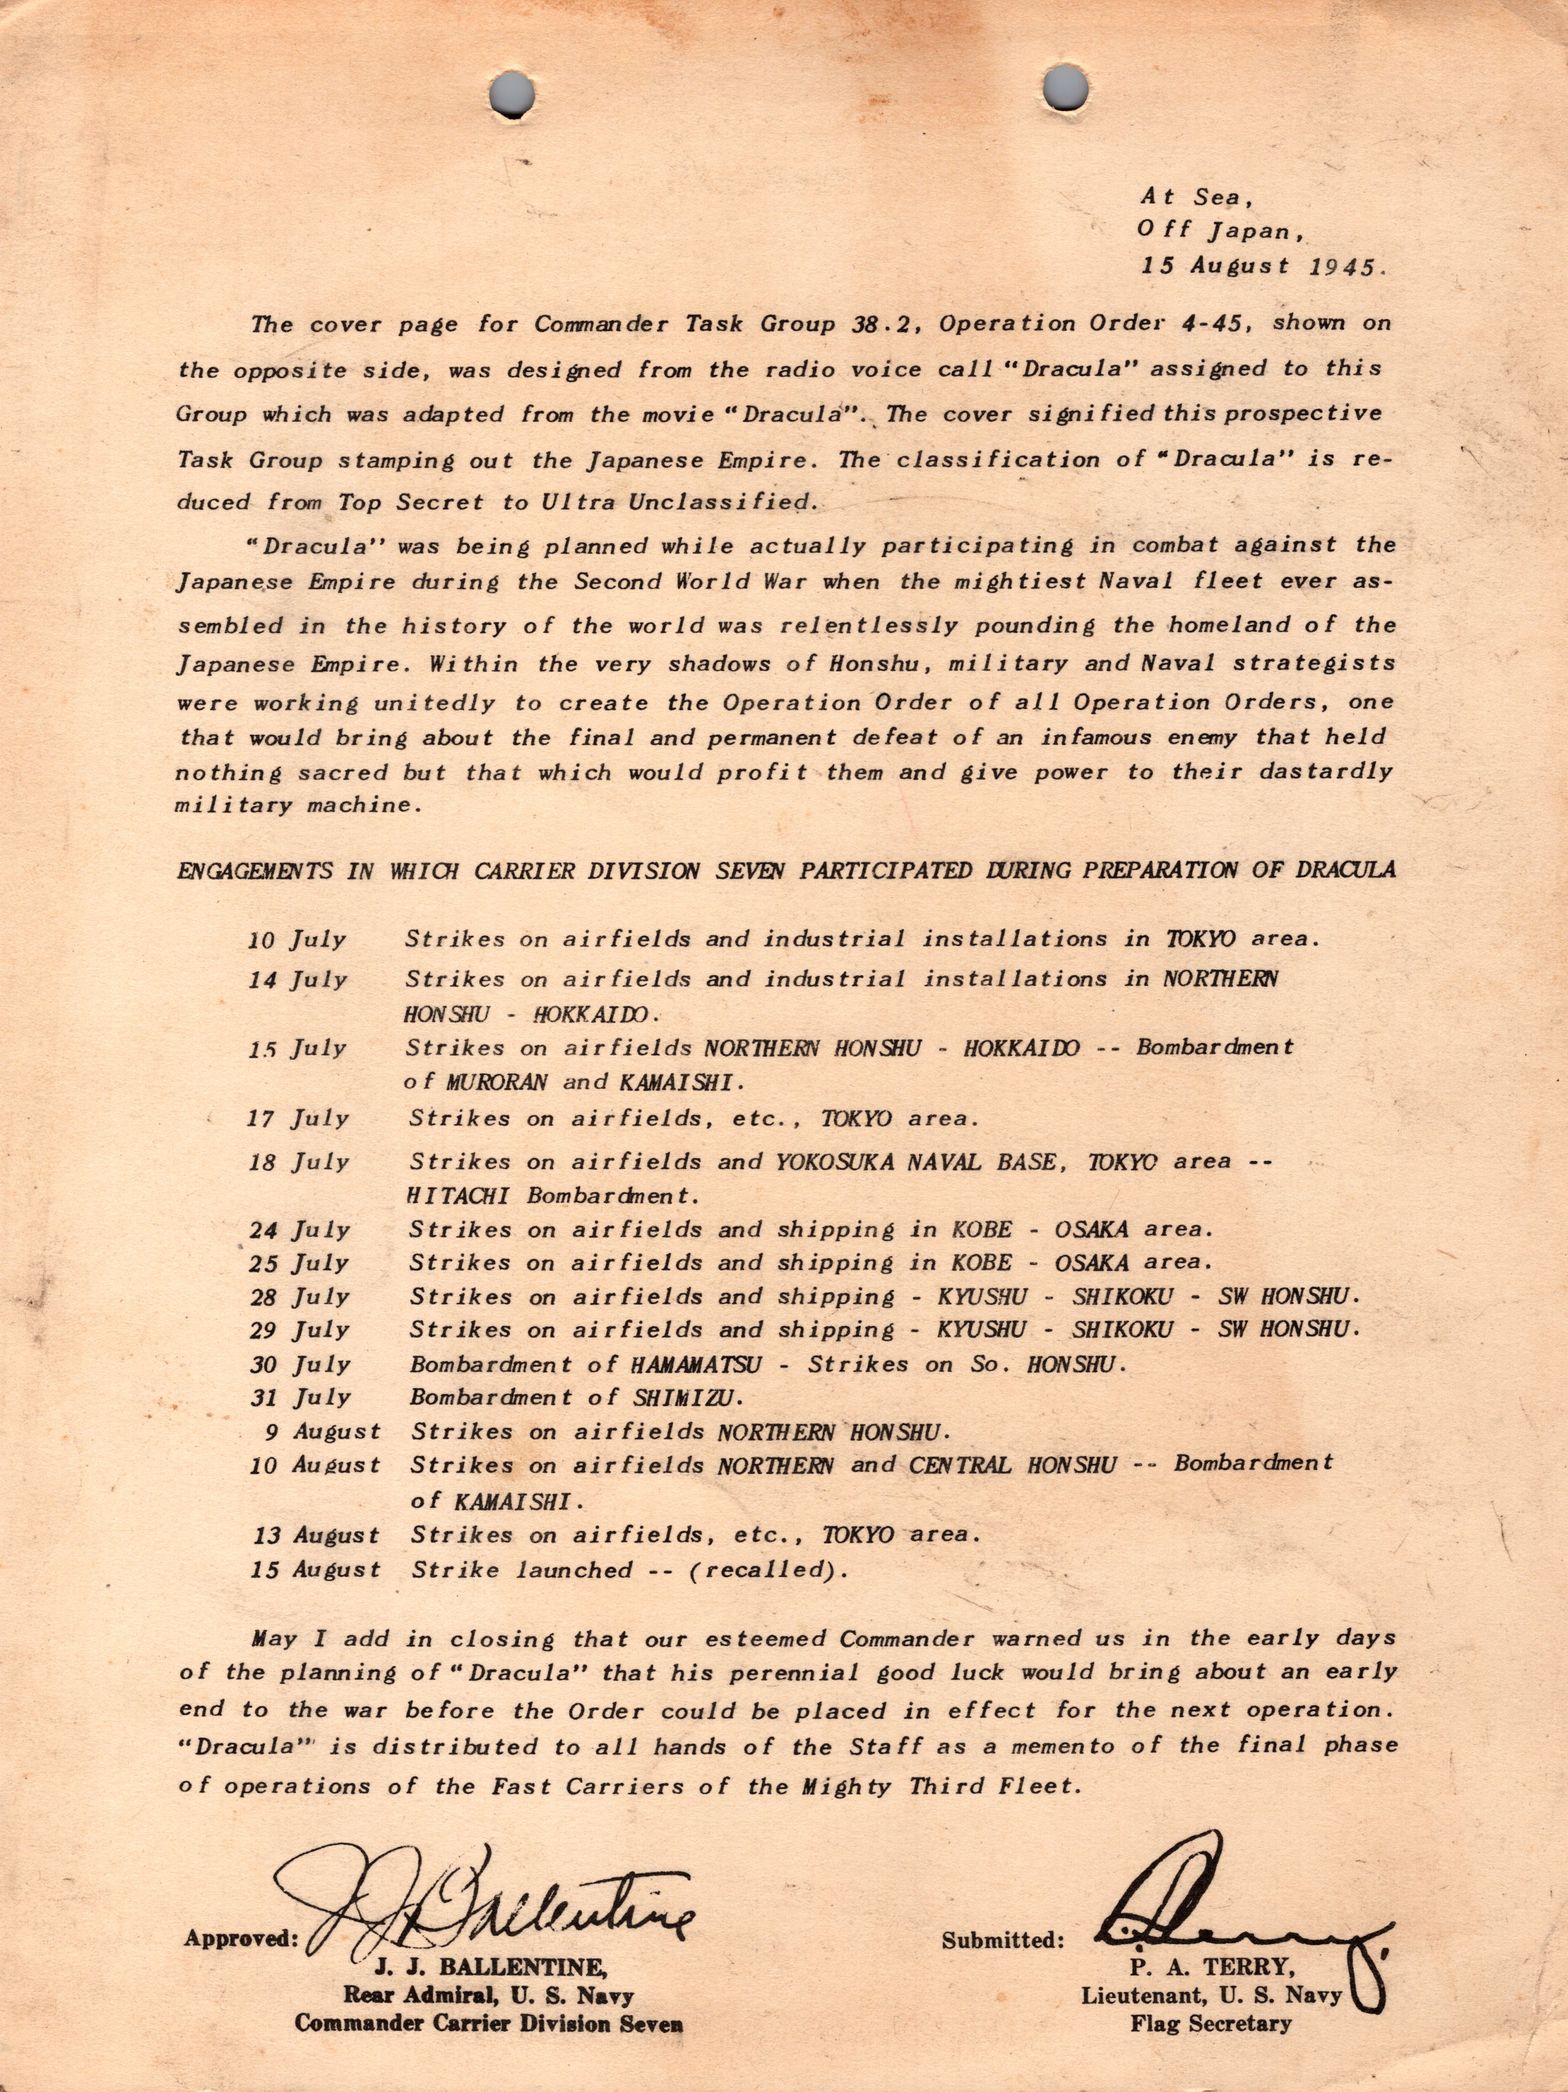 At Sea,
Off Japan,
15 August 1945.
The cover page for Commander Task Group 38.2, Operation Order 4-45, shown on
the opposite side, was designed from the radio voice call "Dracula" assigned to this
Group which was adapted from the movie "Dracula". The cover signified this prospective
Task Group stamping out the Japanese Empire. The classification of "Dracula" is re-
duced from Top Secret to Ultra Unclassified.
"Dracula" was being planned while actually participating in combat against the
Japanese Empire during the Second World War when the mightiest Naval fleet ever as-
sembled in the history of the world was relentlessly pounding the homeland of the
Japanese Empire. Within the very shadows of Honshu, military and Naval strategists
were working unitedly to create the Operation Order of all Operation Orders, one
that would bring about the final and permanent defeat of an infamous enemy that held
nothing sacred but that which would profit them and give power to their dastardly
military machine.
ENGAGEMENTS IN WHICH CARRIER DIVISION SEVEN PARTICIPATED DURING PREPARATION OF DRACULA
10 July Strikes on airfields and industrial installations in TOKYO area.
14 July Strikes on airfields and industrial installations in NORTHERN
HONSHU - HOKKAIDO.
15 July Strikes on airfields NORTHERN HONSHU - HOKKAIDO -- Bombardment
of MURORAN and KAMAISHI.
17 July Strikes on airfields, etc., TOKYO area.
18 July Strikes on airfields and YOKOSUKA NAVAL BASE, TOKYO area --
HITACHI Bombardment.
24 July Strikes on airfields and shipping in KOBE - OSAKA area.
25 July Strikes on airfields and shipping in KOBE - OSAKA area.
28 July Strikes on airfields and shipping - KYUSHU - SHIKOKU - SW HONSHU.
29 July Strikes on airfields and shipping - KYUSHU - SHIKOKU - SW HONSHU.
30 July Bombardment of HAMAMATSU - Strikes on So. HONSHU.
31 July Bombardment of SHIMIZU.
9 August Strikes on airfields NORTHERN HONSHU.
10 August Strikes on airfields NORTHERN and CENTRAL HONSHU -- Bombardment
of KAMAISHI.
13 August Strikes on airfields, etc., TOKYO area.
15 August Strike launched -- (recalled).
May I add in closing that our esteemed Commander warned us in the early days
of the planning of "Dracula" that his perennial good luck would bring about an early
end to the war before the Order could be placed in effect for the next operation.
"Dracula" is distributed to all hands of the Staff as a memento of the final phase
of operations of the Fast Carriers of the Mighty Third Fleet.
Approved: J J Ballentine
J. J. BALLENTINE,
Rear Admiral, U. S. Navy
Commander Carrier Division Seven
Submitted: P. A. Terry
P. A. TERRY,
Lieutenant, U. S. Navy
Flag Secretary